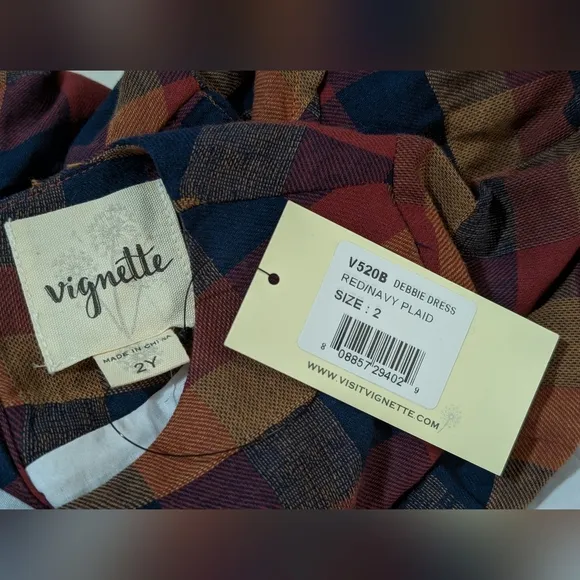 vignette
MADE IN CHINA
2Y
V520B DEBBIE DRESS
RED/NAVY PLAID
SIZE : 2
8 08857 29402 9
WWW.VISITVIGNETTE.COM